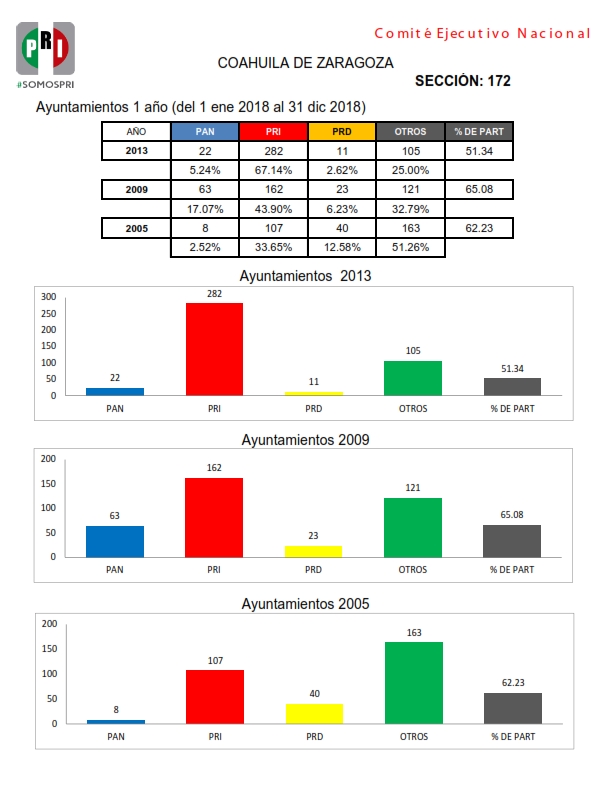 Comité Ejecutivo Nacional
PRI
#SOMOSPRI
COAHUILA DE ZARAGOZA
SECCIÓN: 172
Ayuntamientos 1 año (del 1 ene 2018 al 31 dic 2018)
AÑO PAN PRI PRD OTROS % DE PART
2013 22 282 11 105 51.34
5.24% 67.14% 2.62% 25.00%
2009 63 162 23 121 65.08
17.07% 43.90% 6.23% 32.79%
2005 8 107 40 163 62.23
2.52% 33.65% 12.58% 51.26%
Ayuntamientos 2013
300
250
200
150
100
50
0
22 282 11 105 51.34
PAN PRI PRD OTROS % DE PART
Ayuntamientos 2009
200
150
100
50
0
63 162 23 121 65.08
PAN PRI PRD OTROS % DE PART
Ayuntamientos 2005
200
150
100
50
0
8 107 40 163 62.23
PAN PRI PRD OTROS % DE PART